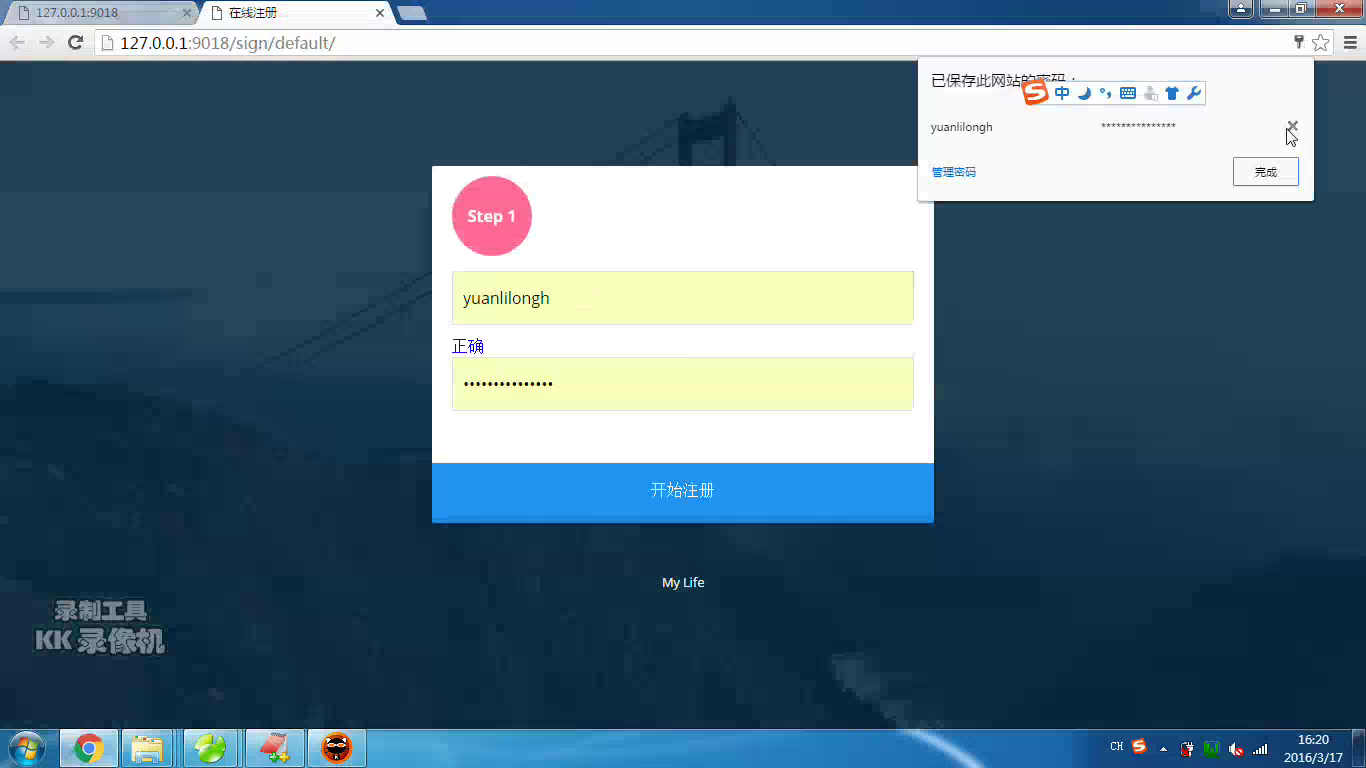 127.0.0.1:9018
在线注册
127.0.0.1:9018/sign/default/
已保存此网站的密码：
中
yuanlilongh ***************
管理密码
完成
Step 1
yuanlilongh
正确
•••••••••••••••
开始注册
My Life
录制工具
KK 录像机
CH
16:20
2016/3/17